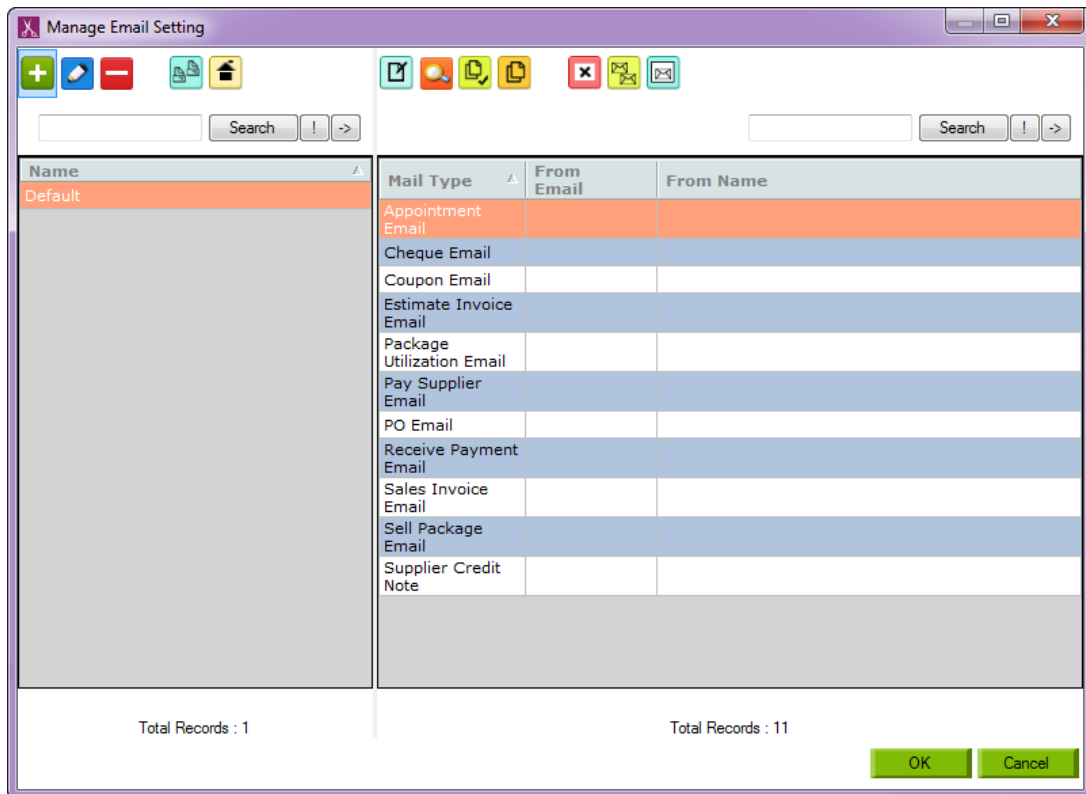 Manage Email Setting
Search ! ->
Search ! ->
Name
Default
Mail Type From Email From Name
Appointment
Email
Cheque Email
Coupon Email
Estimate Invoice
Email
Package
Utilization Email
Pay Supplier
Email
PO Email
Receive Payment
Email
Sales Invoice
Email
Sell Package
Email
Supplier Credit
Note
Total Records : 1
Total Records : 11
OK Cancel